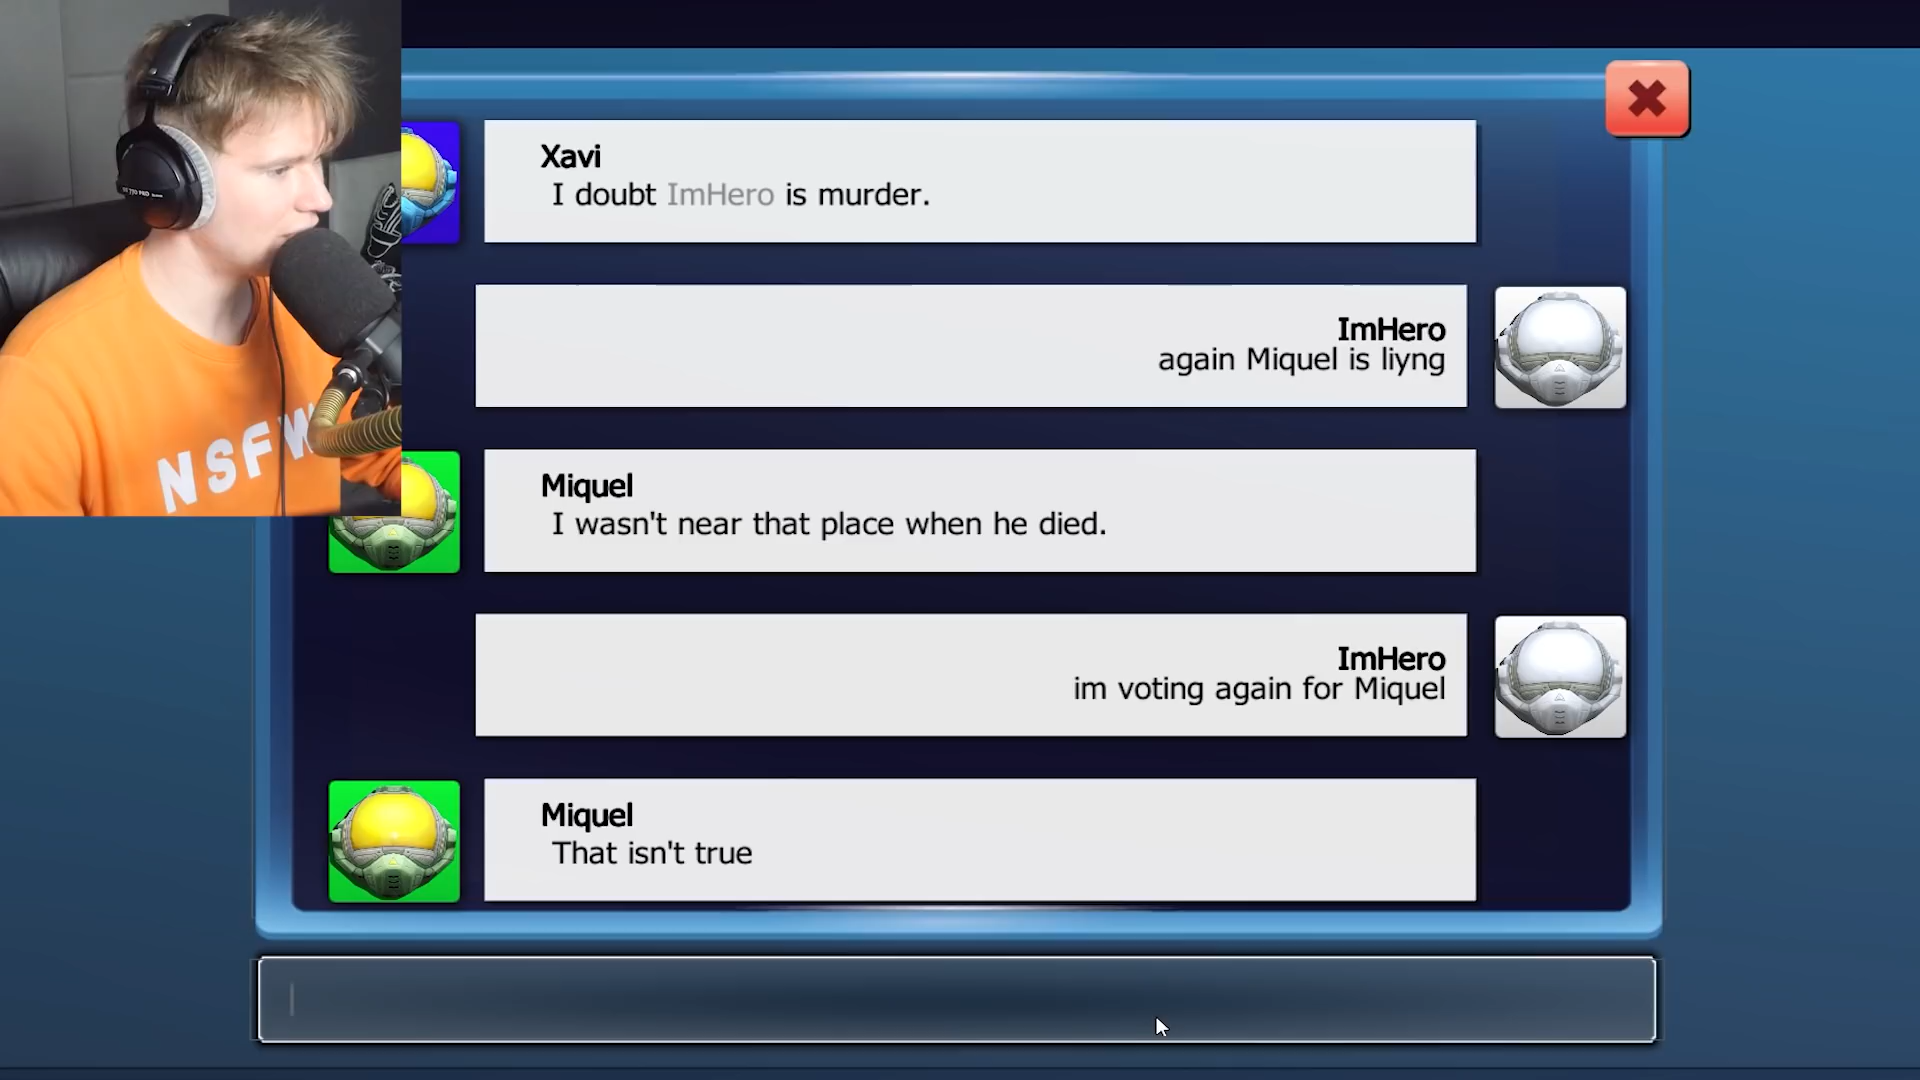 Xavi
I doubt ImHero is murder.
ImHero
again Miquel is liyng
Miquel
I wasn't near that place when he died.
ImHero
im voting again for Miquel
Miquel
That isn't true
NSFW